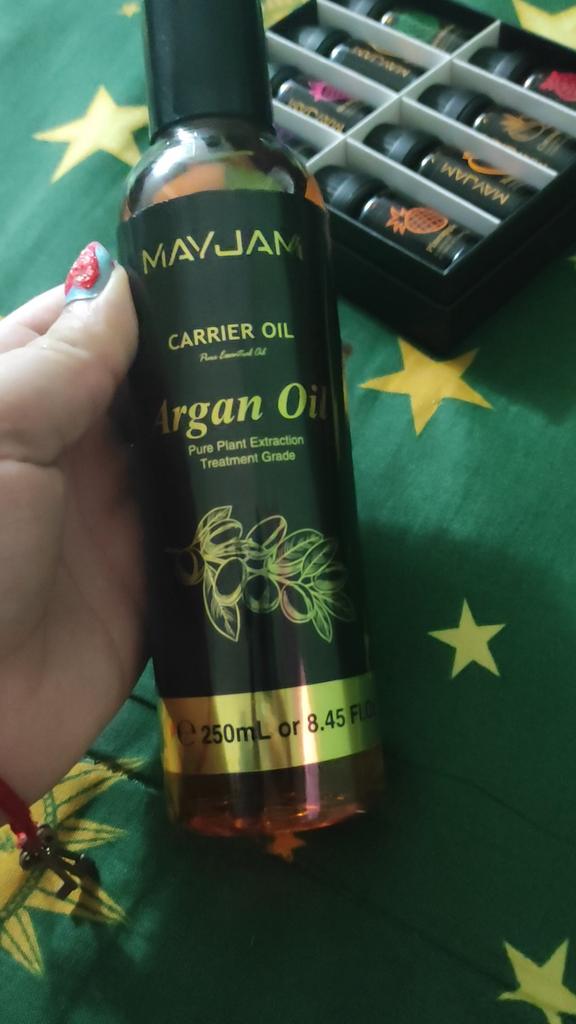 MAYJAM
CARRIER OIL
Pure Essential Oil
Argan Oil
Pure Plant Extraction
Treatment Grade
℮ 250mL or 8.45 Fl.
MAYJAM
MAYJAM
MAYJAM